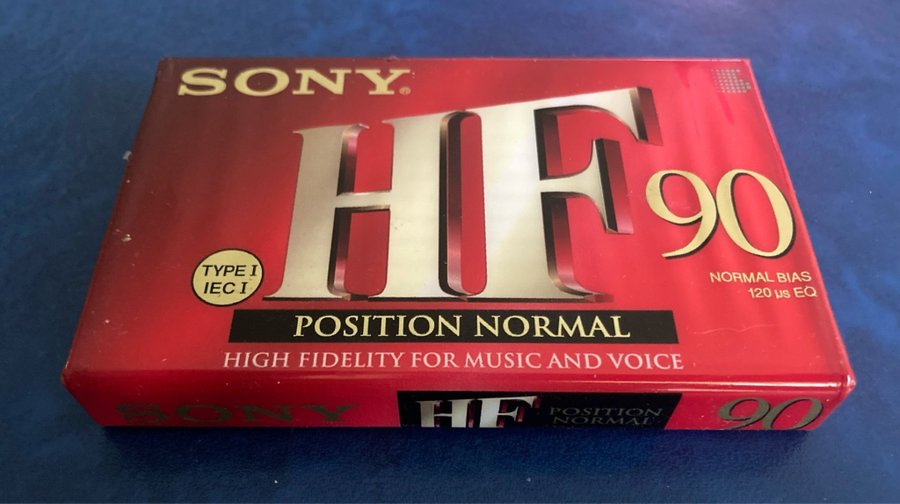 SONY®
HF
90
TYPE I
IEC I
NORMAL BIAS
120 µs EQ
POSITION NORMAL
HIGH FIDELITY FOR MUSIC AND VOICE
SONY
HF
POSITION
NORMAL
90